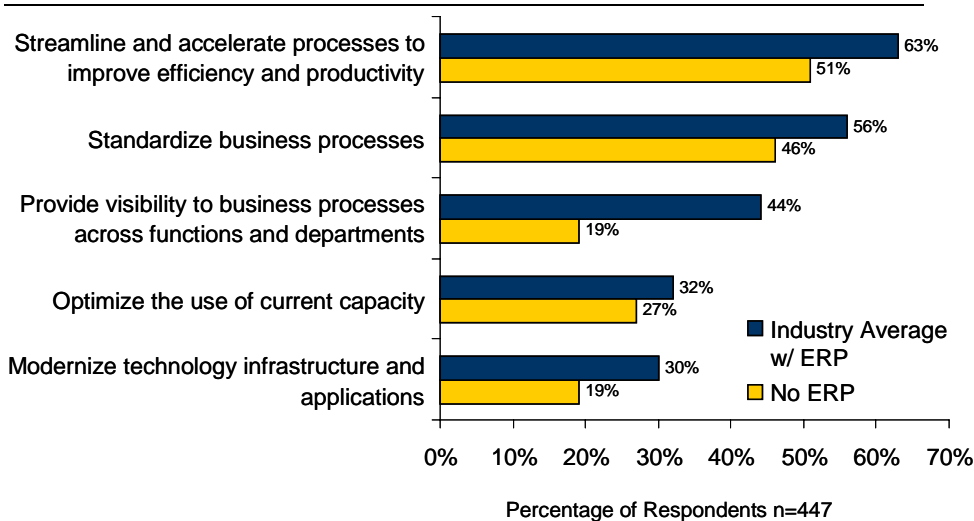 Streamline and accelerate processes to
improve efficiency and productivity
63%
51%
Standardize business processes
56%
46%
Provide visibility to business processes
across functions and departments
44%
19%
Optimize the use of current capacity
32%
27%
Modernize technology infrastructure and
applications
30%
19%
Industry Average
w/ ERP
No ERP
0% 10% 20% 30% 40% 50% 60% 70%
Percentage of Respondents n=447